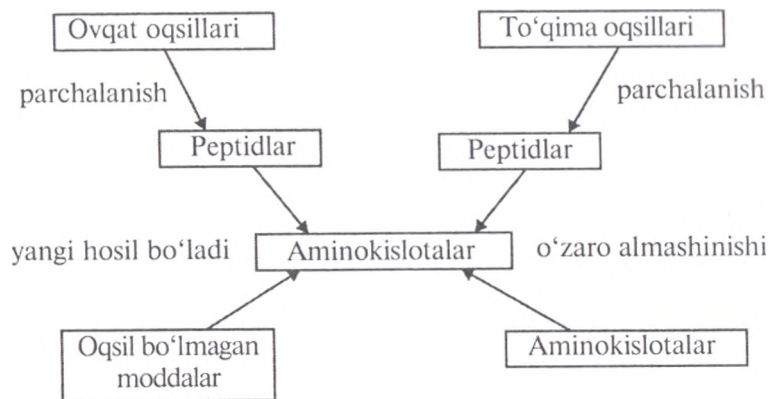 Ovqat oqsillari
To‘qima oqsillari
parchalanish
parchalanish
Peptidlar
Peptidlar
yangi hosil bo‘ladi
Aminokislotalar
o‘zaro almashinishi
Oqsil bo‘lmagan
moddalar
Aminokislotalar